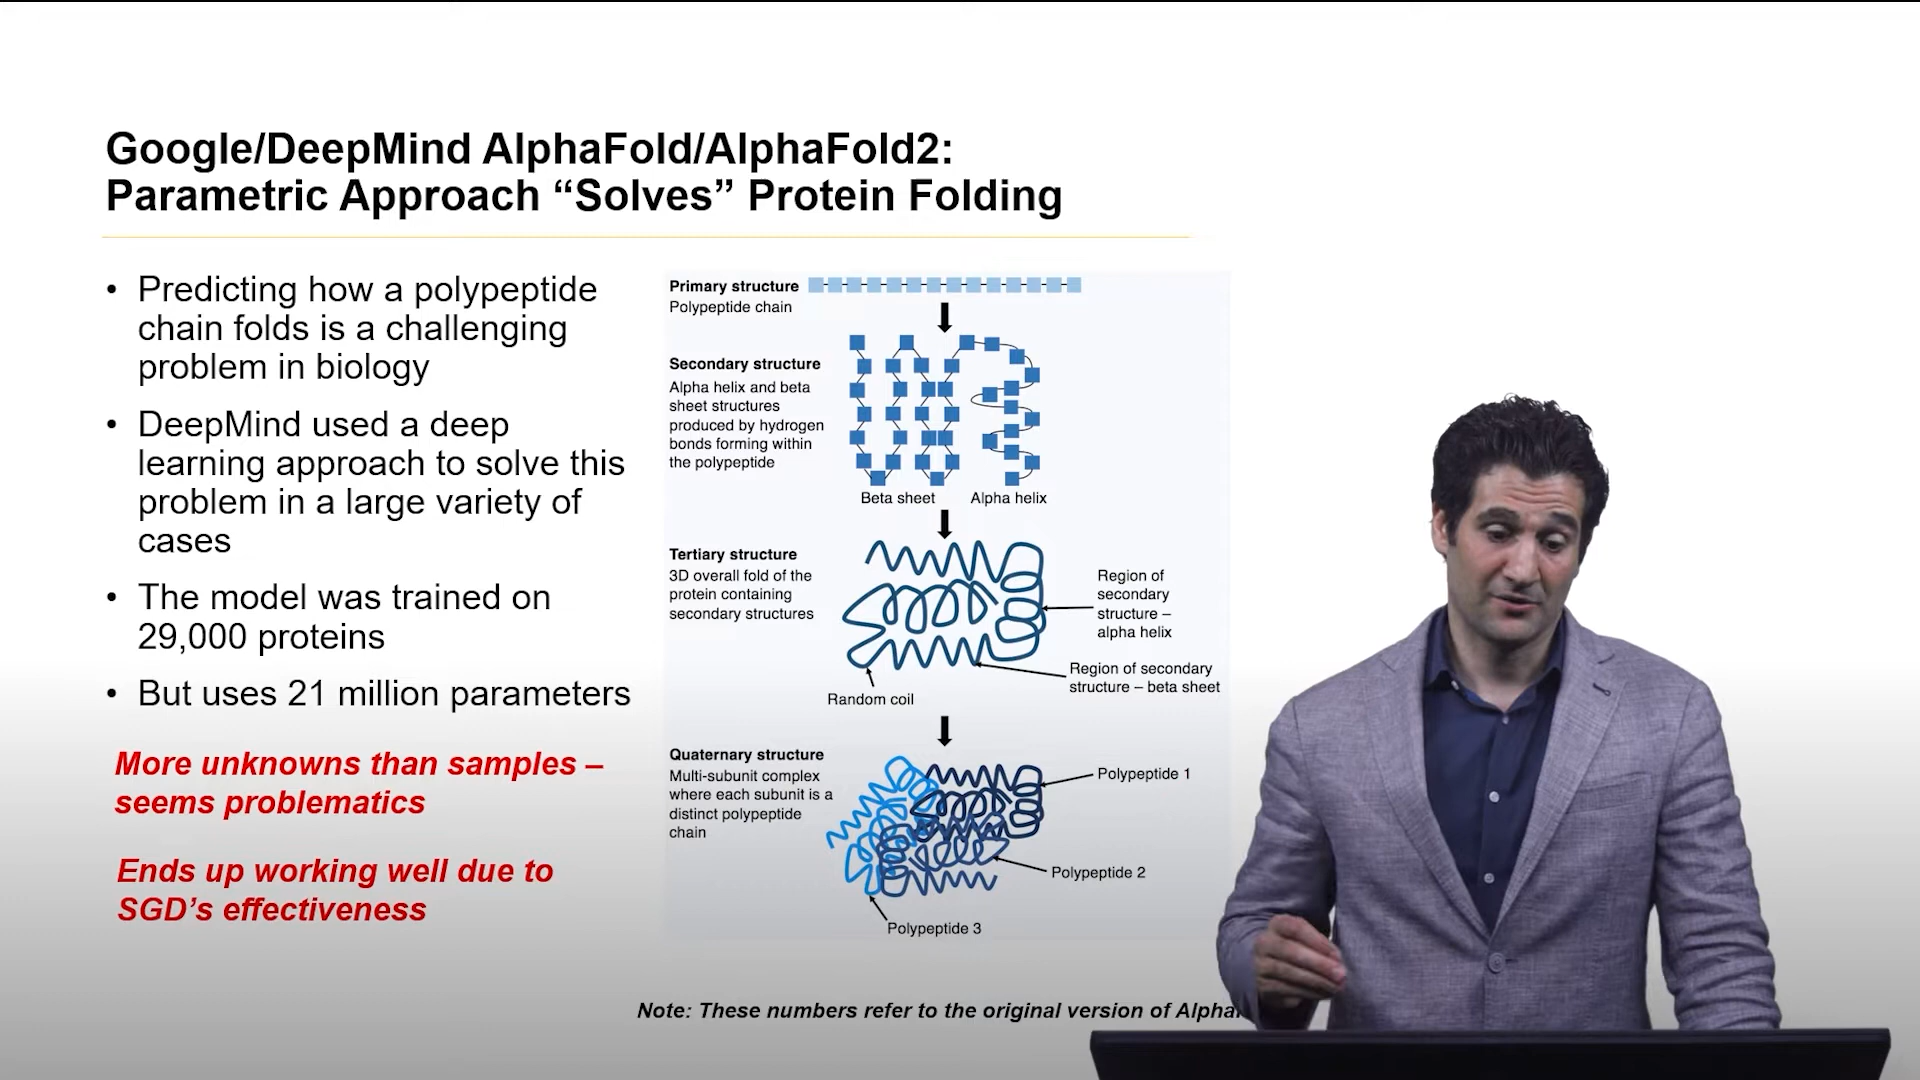 Google/DeepMind AlphaFold/AlphaFold2:
Parametric Approach “Solves” Protein Folding
• Predicting how a polypeptide
chain folds is a challenging
problem in biology
• DeepMind used a deep
learning approach to solve this
problem in a large variety of
cases
• The model was trained on
29,000 proteins
• But uses 21 million parameters
More unknowns than samples –
seems problematics
Ends up working well due to
SGD’s effectiveness
Primary structure
Polypeptide chain
Secondary structure
Alpha helix and beta
sheet structures
produced by hydrogen
bonds forming within
the polypeptide
Beta sheet
Alpha helix
Tertiary structure
3D overall fold of the
protein containing
secondary structures
Region of
secondary
structure –
alpha helix
Region of secondary
structure – beta sheet
Random coil
Quaternary structure
Multi-subunit complex
where each subunit is a
distinct polypeptide
chain
Polypeptide 1
Polypeptide 2
Polypeptide 3
Note: These numbers refer to the original version of